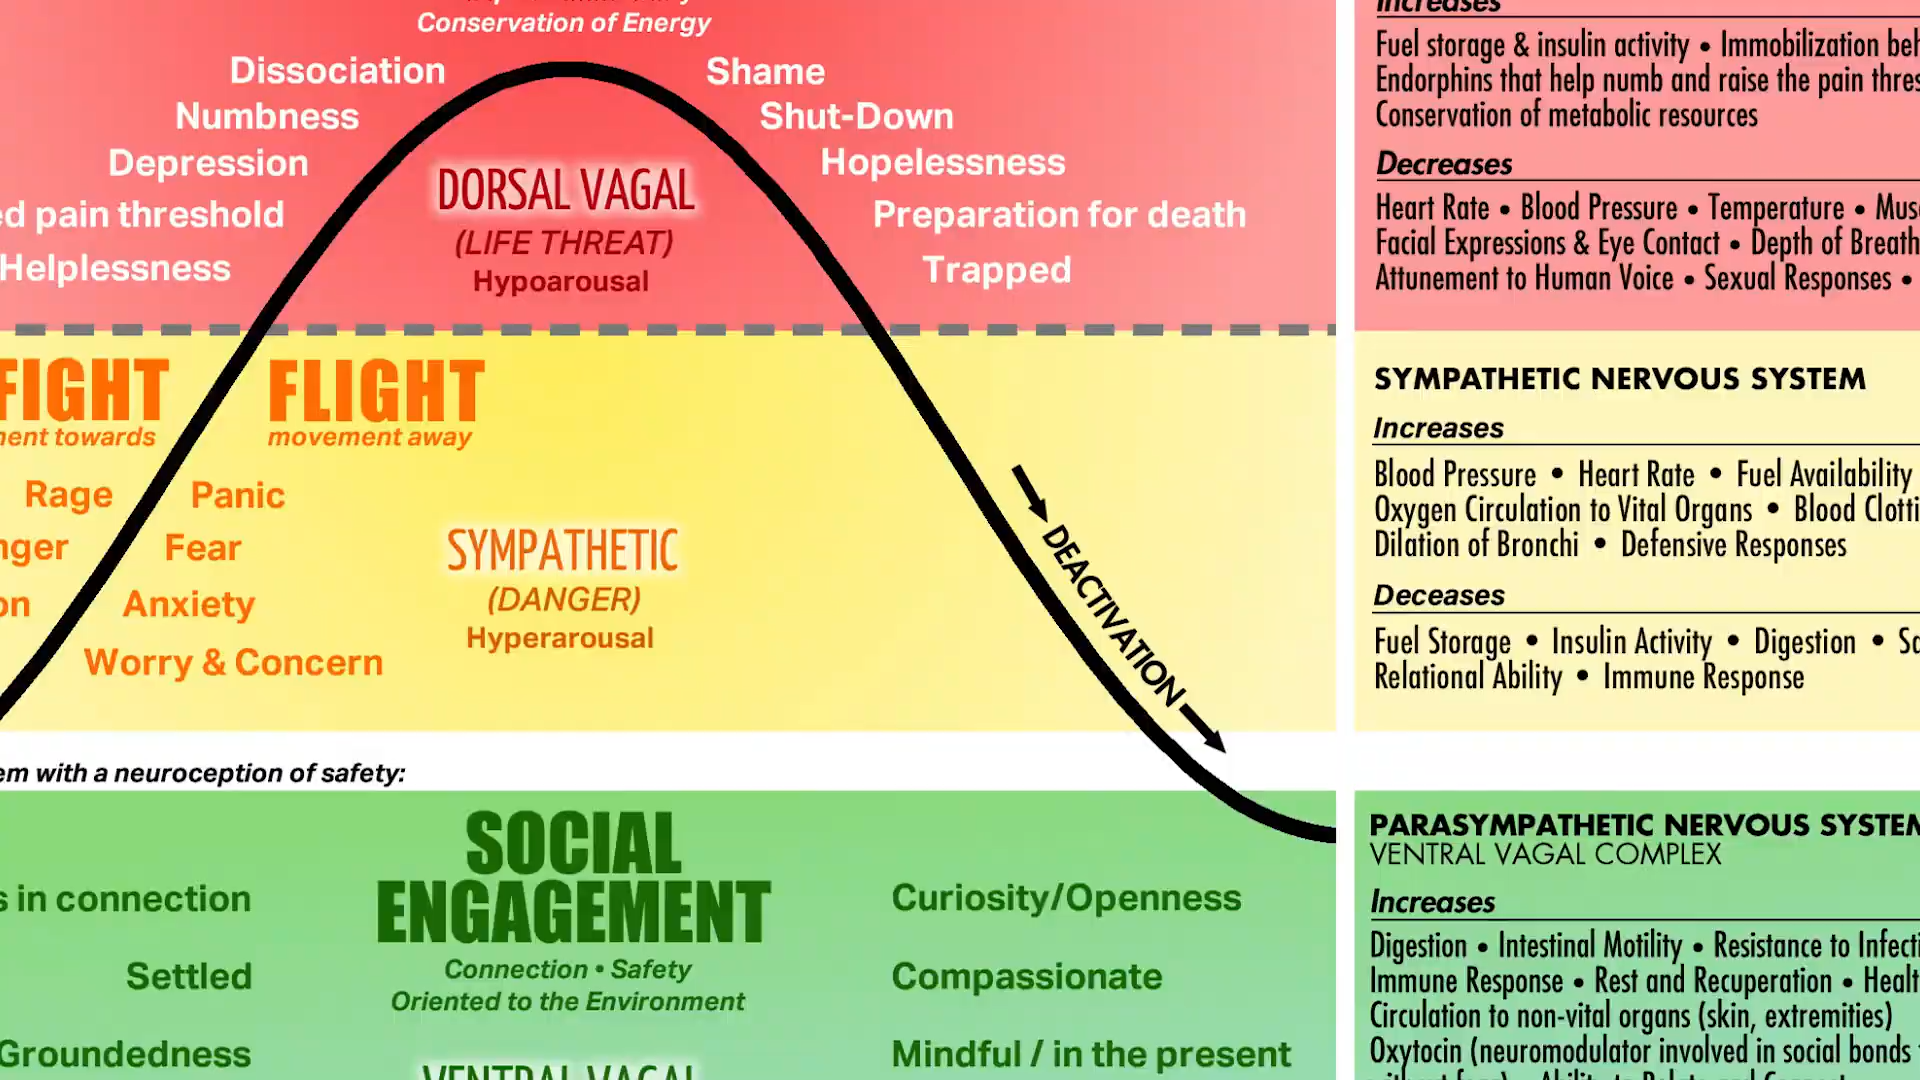 Conservation of Energy
Dissociation
Shame
Numbness
Shut-Down
Depression
Hopelessness
pain threshold
Preparation for death
Helplessness
Trapped
DORSAL VAGAL
(LIFE THREAT)
Hypoarousal
FIGHT
FLIGHT
towards
movement away
Rage
Panic
Fear
Anxiety
Worry & Concern
SYMPATHETIC
(DANGER)
Hyperarousal
DEACTIVATION
with a neuroception of safety:
SOCIAL
ENGAGEMENT
Connection • Safety
Oriented to the Environment
in connection
Settled
Groundedness
Curiosity/Openness
Compassionate
Mindful / in the present
VENTRAL VAGAL
Increases
Fuel storage & insulin activity • Immobilization
Endorphins that help numb and raise the pain
Conservation of metabolic resources
Decreases
Heart Rate • Blood Pressure • Temperature •
Facial Expressions & Eye Contact • Depth of
Attunement to Human Voice • Sexual Responses •
SYMPATHETIC NERVOUS SYSTEM
Increases
Blood Pressure • Heart Rate • Fuel Availability
Oxygen Circulation to Vital Organs • Blood
Dilation of Bronchi • Defensive Responses
Deceases
Fuel Storage • Insulin Activity • Digestion •
Relational Ability • Immune Response
PARASYMPATHETIC NERVOUS SYSTEM
VENTRAL VAGAL COMPLEX
Increases
Digestion • Intestinal Motility • Resistance to
Immune Response • Rest and Recuperation •
Circulation to non-vital organs (skin, extremities)
Oxytocin (neuromodulator involved in social bonds